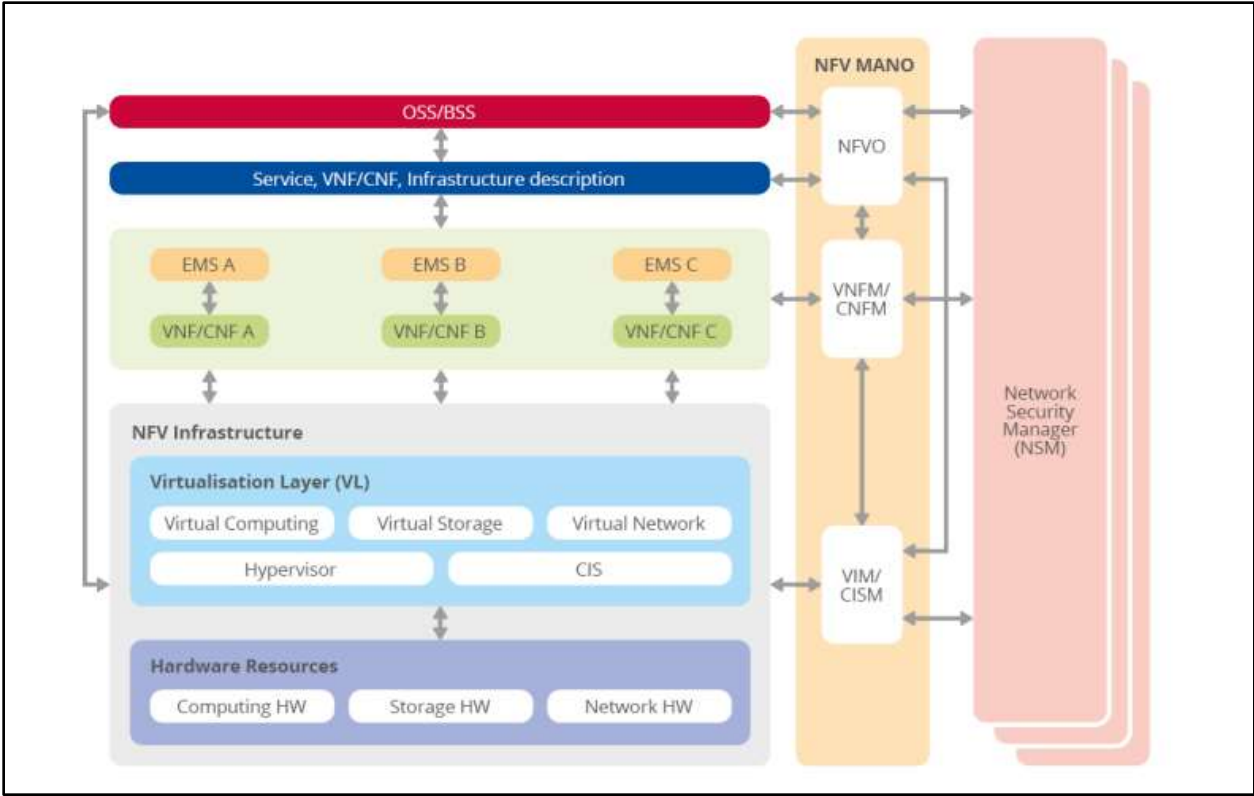 NFV MANO
OSS/BSS
NFVO
Service, VNF/CNF, Infrastructure description
EMS A
EMS B
EMS C
VNF/CNF A
VNF/CNF B
VNF/CNF C
VNFM/
CNFM
Network
Security
Manager
(NSM)
NFV Infrastructure
Virtualisation Layer (VL)
Virtual Computing
Virtual Storage
Virtual Network
Hypervisor
CIS
VIM/
CISM
Hardware Resources
Computing HW
Storage HW
Network HW